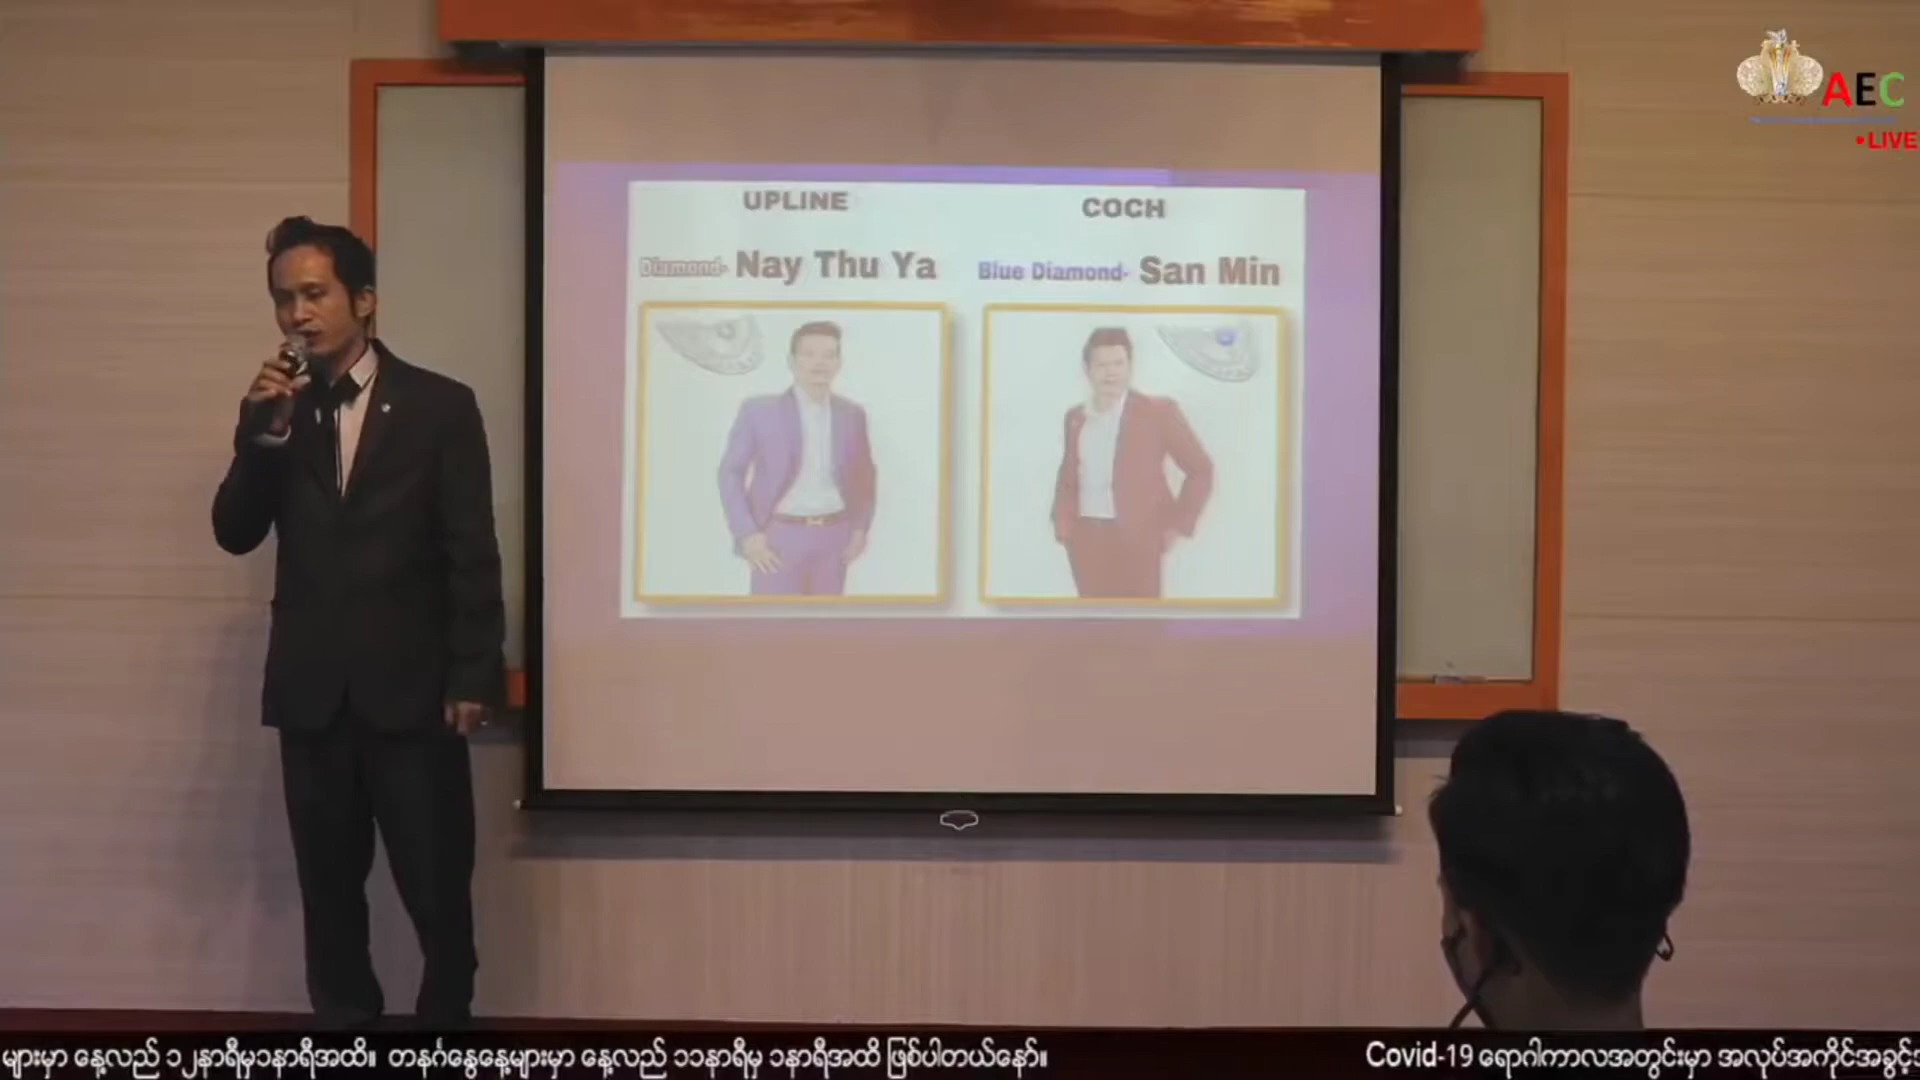 AEC
•LIVE
UPLINE
COCH
Diamond- Nay Thu Ya
Blue Diamond- San Min
များမှာ နေ့လည် ၁၂နာရီမှ၁နာရီအထိ။ တနင်္ဂနွေနေ့များမှာ နေ့လည် ၁၁နာရီမှ ၁နာရီအထိ ဖြစ်ပါတယ်နော်။
Covid-19 ရောဂါကာလအတွင်းမှာ အလုပ်အကိုင်အခွင့်